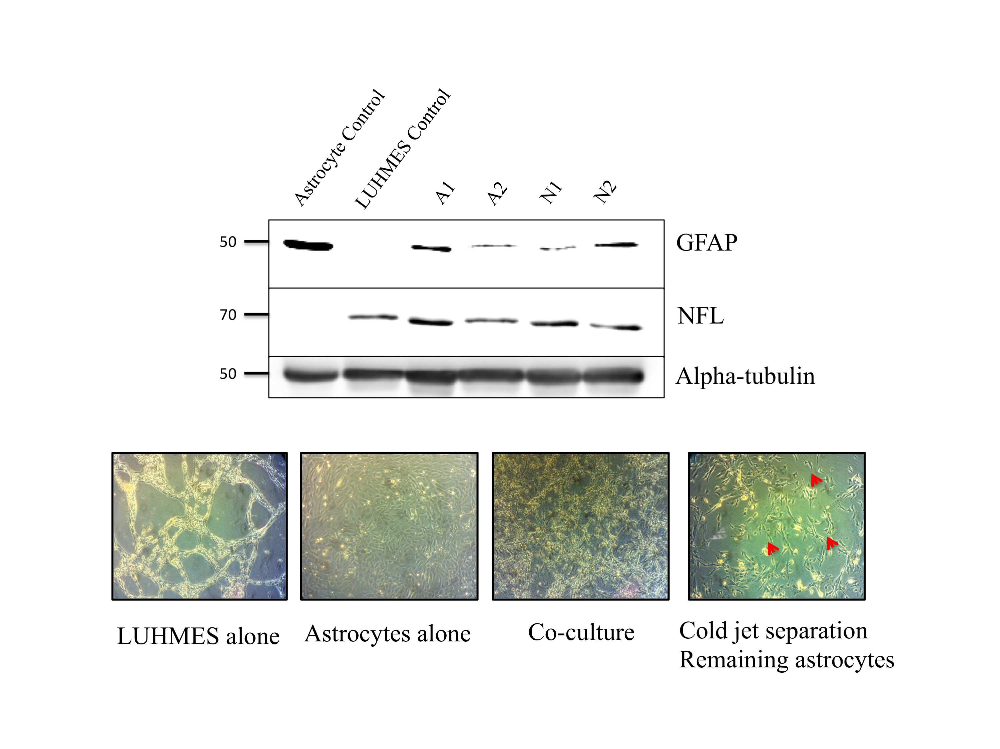 Astrocyte Control
LUHMES Control
A1
A2
N1
N2
50
GFAP
70
NFL
50
Alpha-tubulin
LUHMES alone
Astrocytes alone
Co-culture
Cold jet separation
Remaining astrocytes